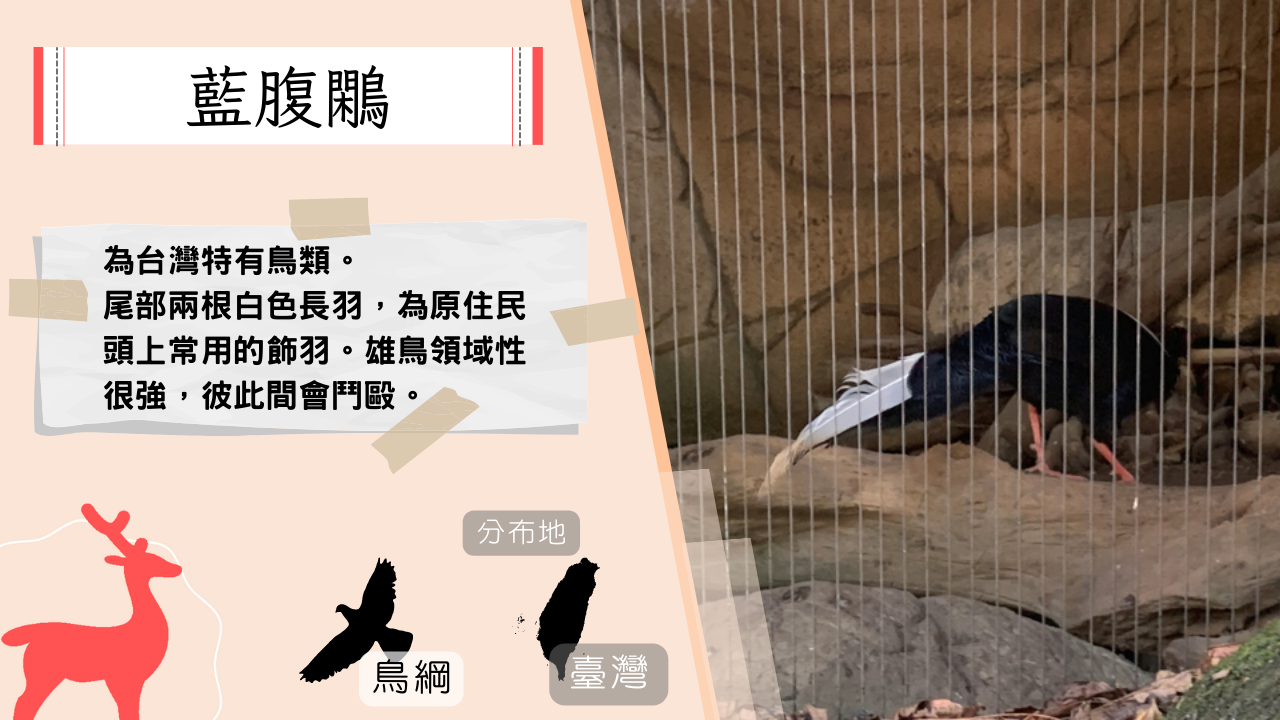 藍腹鷴
為台灣特有鳥類。
尾部兩根白色長羽，為原住民
頭上常用的飾羽。雄鳥領域性
很強，彼此間會鬥毆。
分布地
鳥綱
臺灣